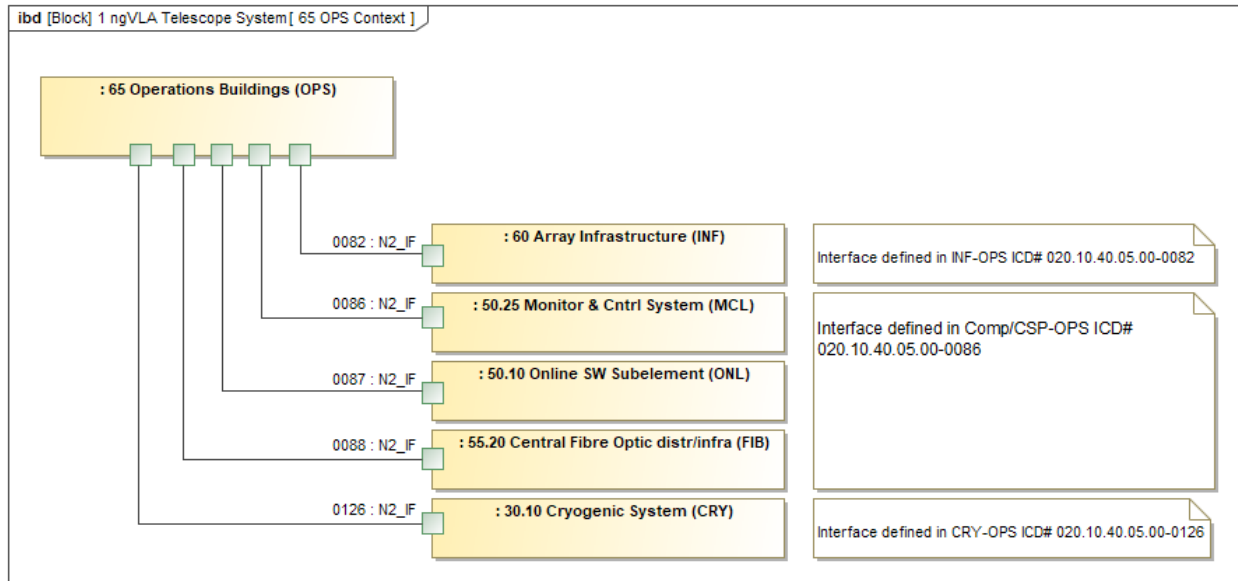 ibd [Block] 1 ngVLA Telescope System[ 65 OPS Context ]
: 65 Operations Buildings (OPS)
0082 : N2_IF
: 60 Array Infrastructure (INF)
Interface defined in INF-OPS ICD# 020.10.40.05.00-0082
0086 : N2_IF
: 50.25 Monitor & Cntrl System (MCL)
Interface defined in Comp/CSP-OPS ICD#
020.10.40.05.00-0086
0087 : N2_IF
: 50.10 Online SW Subelement (ONL)
0088 : N2_IF
: 55.20 Central Fibre Optic distr/infra (FIB)
0126 : N2_IF
: 30.10 Cryogenic System (CRY)
Interface defined in CRY-OPS ICD# 020.10.40.05.00-0126